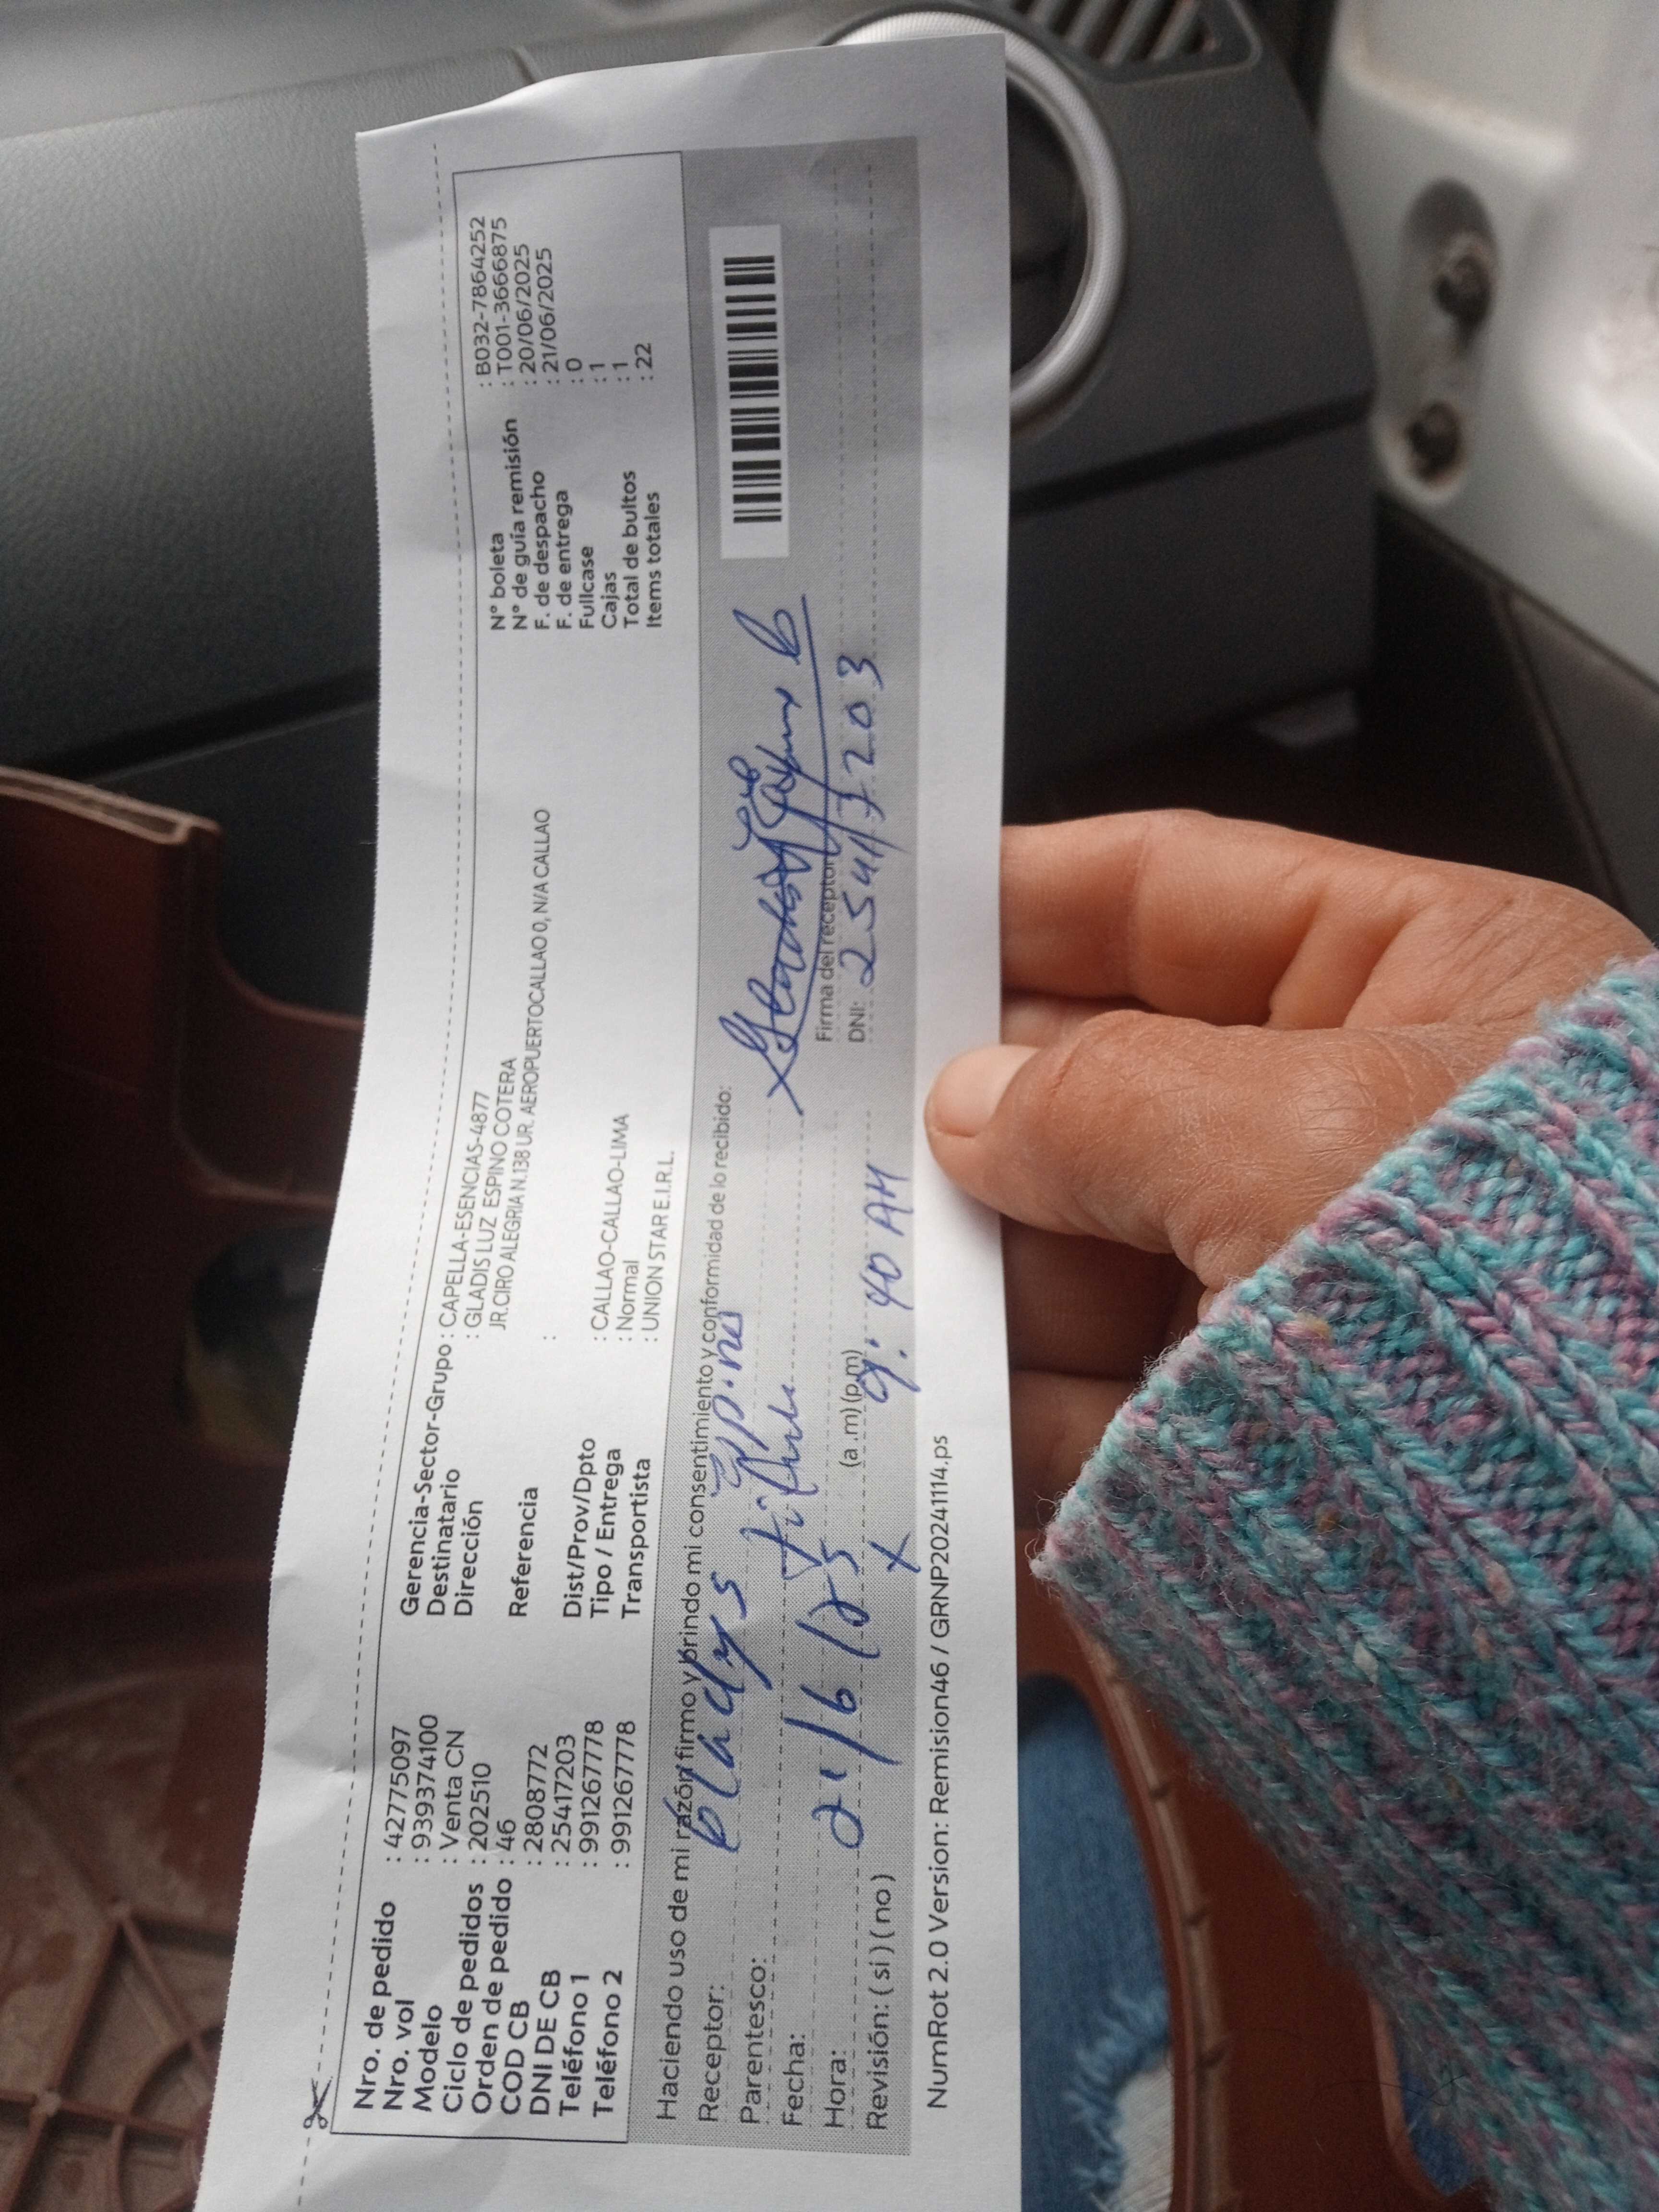 Nro. de pedido : 42775097
Nro. vol : 939374100
Modelo : Venta CN
Ciclo de pedidos : 202510
Orden de pedido : 46
COD CB : 2808772
DNI DE CB : 25417203
Teléfono 1 : 991267778
Teléfono 2 : 991267778
Gerencia-Sector-Grupo : CAPELLA-ESENCIAS-4877
Destinatario : GLADIS LUZ ESPINO COTERA
Dirección JR.CIRO ALEGRIA N.138 UR. AEROPUERTOCALLAO 0, N/A CALLAO
Referencia :
Dist/Prov/Dpto : CALLAO-CALLAO-LIMA
Tipo / Entrega : Normal
Transportista : UNION STAR E.I.R.L.
N° boleta : B032-7864252
N° de guía remisión : T001-3666875
F. de despacho : 20/06/2025
F. de entrega : 21/06/2025
Fullcase : 0
Cajas : 1
Total de bultos : 1
Items totales : 22
Haciendo uso de mi razón firmo y brindo mi consentimiento y conformidad de lo recibido:
Receptor: Gladys Espino
Parentesco: titular
Fecha: 21/6/25
Hora: (a.m) (p.m) 9:40 AM
Revisión: ( si ) ( no ) X
Firma del receptor
DNI: 25417203
NumRot 2.0 Version: Remision46 / GRNP20241114.ps